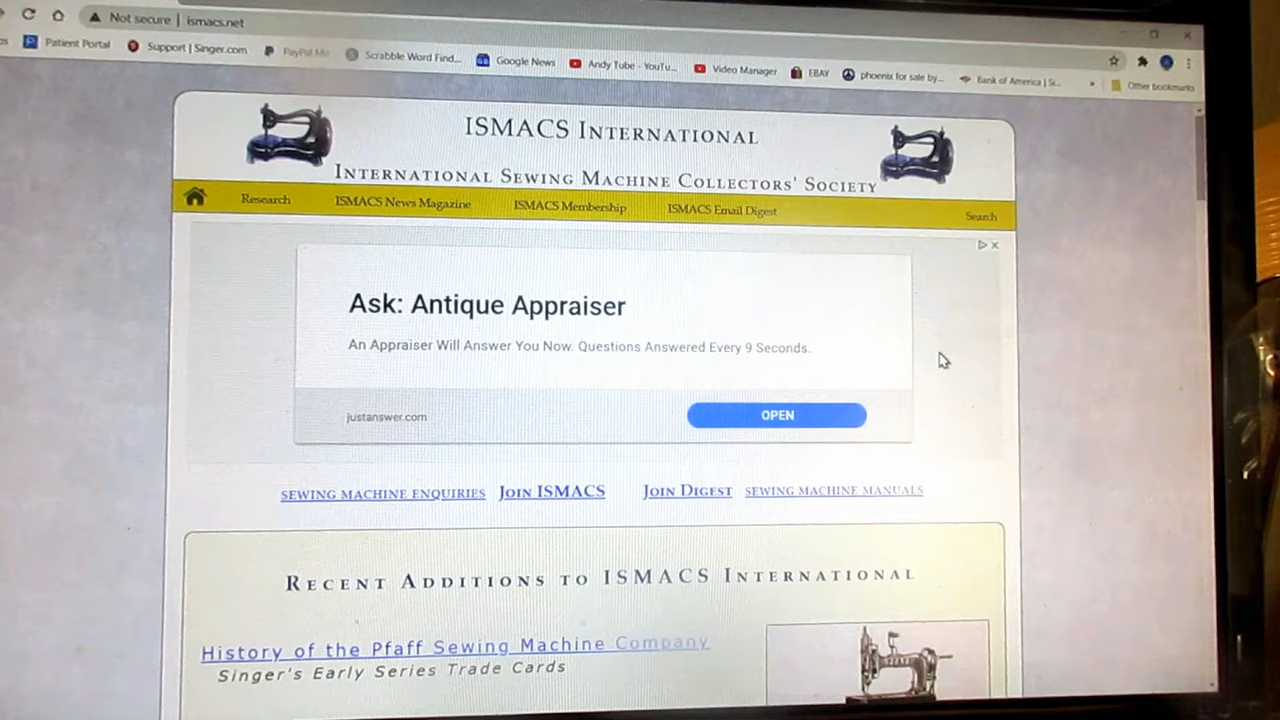 Not secure | ismacs.net
Patient Portal Support | Singer.com PayPal Me Scrabble Word Find... Google News Andy Tube - YouTu... Video Manager EBAY phoenix for sale by... Bank of America | Si... » Other bookmarks
ISMACS International
International Sewing Machine Collectors' Society
Research ISMACS News Magazine ISMACS Membership ISMACS Email Digest Search
Ask: Antique Appraiser
An Appraiser Will Answer You Now. Questions Answered Every 9 Seconds.
justanswer.com OPEN
SEWING MACHINE ENQUIRIES Join ISMACS Join Digest SEWING MACHINE MANUALS
Recent Additions to ISMACS International
History of the Pfaff Sewing Machine Company
Singer's Early Series Trade Cards